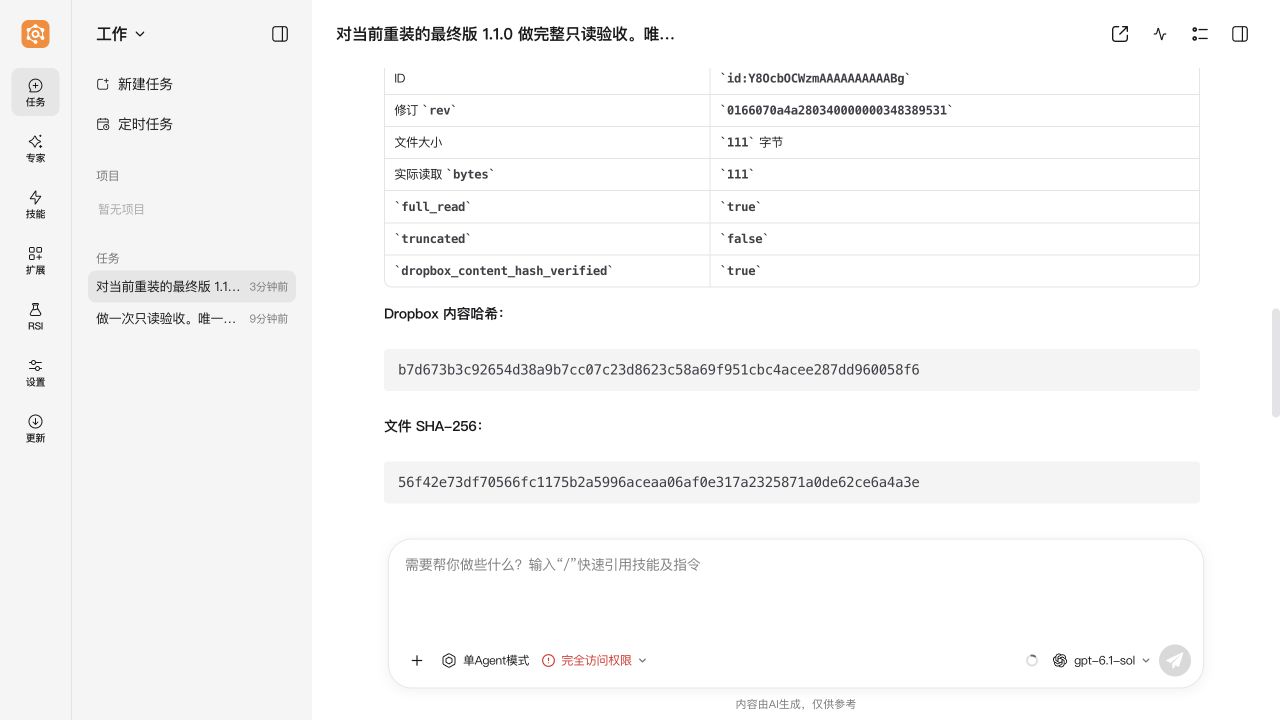 任务
专家
技能
扩展
RSI
设置
更新
工作
新建任务
定时任务
项目
暂无项目
任务
对当前重装的最终版 1.1... 3分钟前
做一次只读验收。唯一... 9分钟前
对当前重装的最终版 1.1.0 做完整只读验收。唯...
ID `id:Y8OcbOCWzmAAAAAAAAAABg`
修订 `rev` `0166070a4a280340000000348389531`
文件大小 `111` 字节
实际读取 `bytes` `111`
`full_read` `true`
`truncated` `false`
`dropbox_content_hash_verified` `true`
Dropbox 内容哈希：
b7d673b3c92654d38a9b7cc07c23d8623c58a69f951cbc4acee287dd960058f6
文件 SHA-256：
56f42e73df70566fc1175b2a5996aceaa06af0e317a2325871a0de62ce6a4a3e
需要帮你做些什么？输入“/”快速引用技能及指令
单Agent模式 完全访问权限 gpt-6.1-sol
内容由AI生成，仅供参考